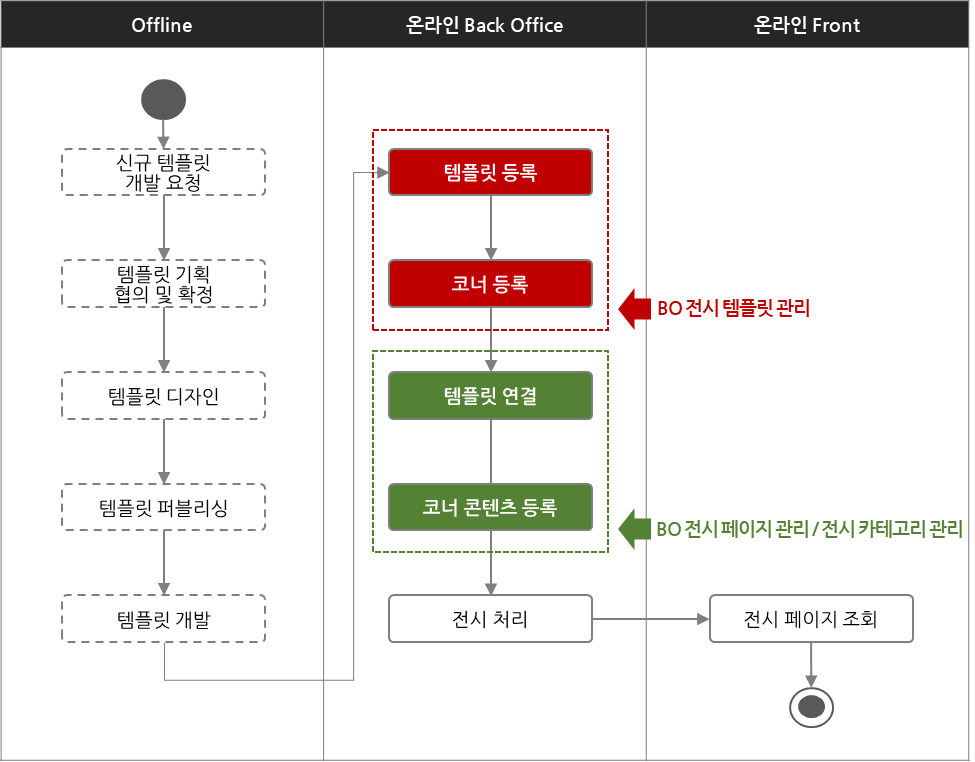 Offline
온라인 Back Office
온라인 Front
신규 템플릿
개발 요청
템플릿 기획
협의 및 확정
템플릿 디자인
템플릿 퍼블리싱
템플릿 개발
템플릿 등록
코너 등록
BO 전시 템플릿 관리
템플릿 연결
코너 콘텐츠 등록
BO 전시 페이지 관리 / 전시 카테고리 관리
전시 처리
전시 페이지 조회